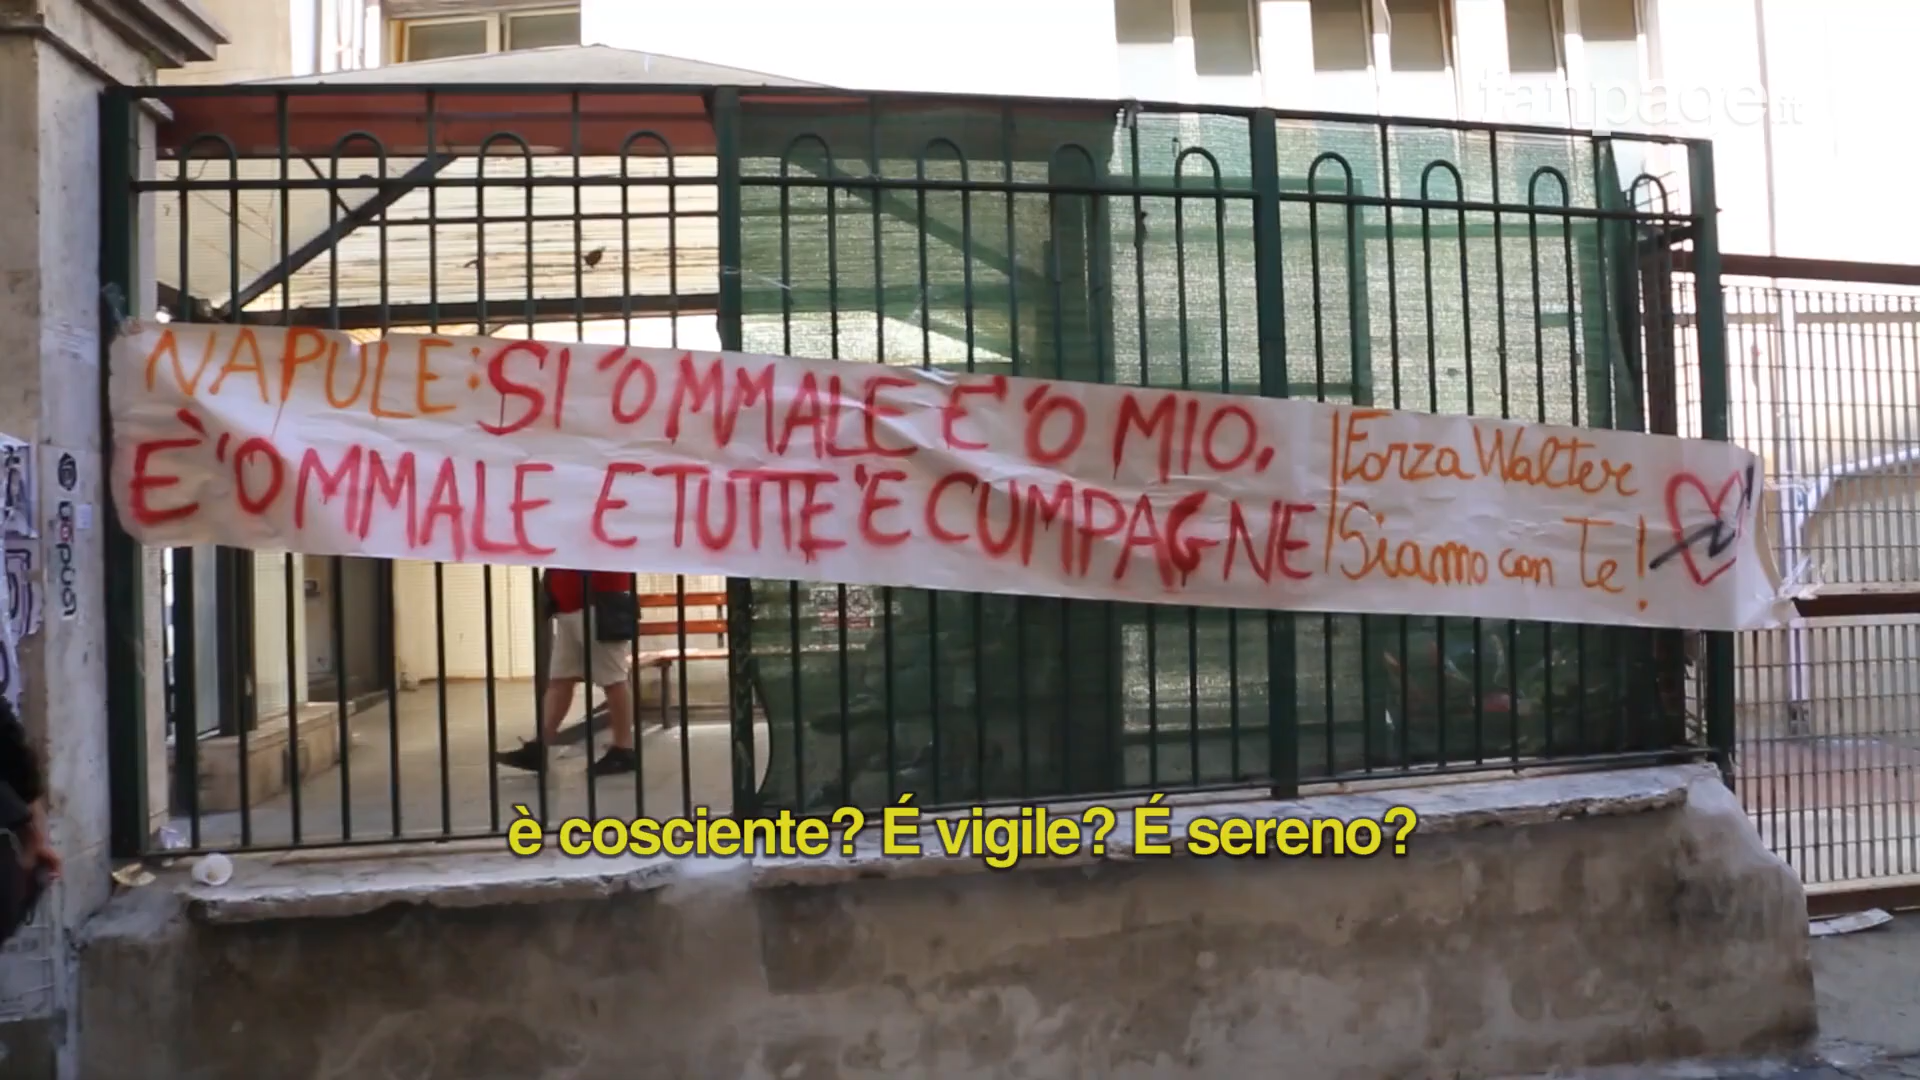 fanpage.it
NAPULE: SI 'O MMALE E 'O MIO,
È 'O MMALE E TUTTE 'E CUMPAGNE
Forza Walter
Siamo con Te!
è cosciente? É vigile? É sereno?